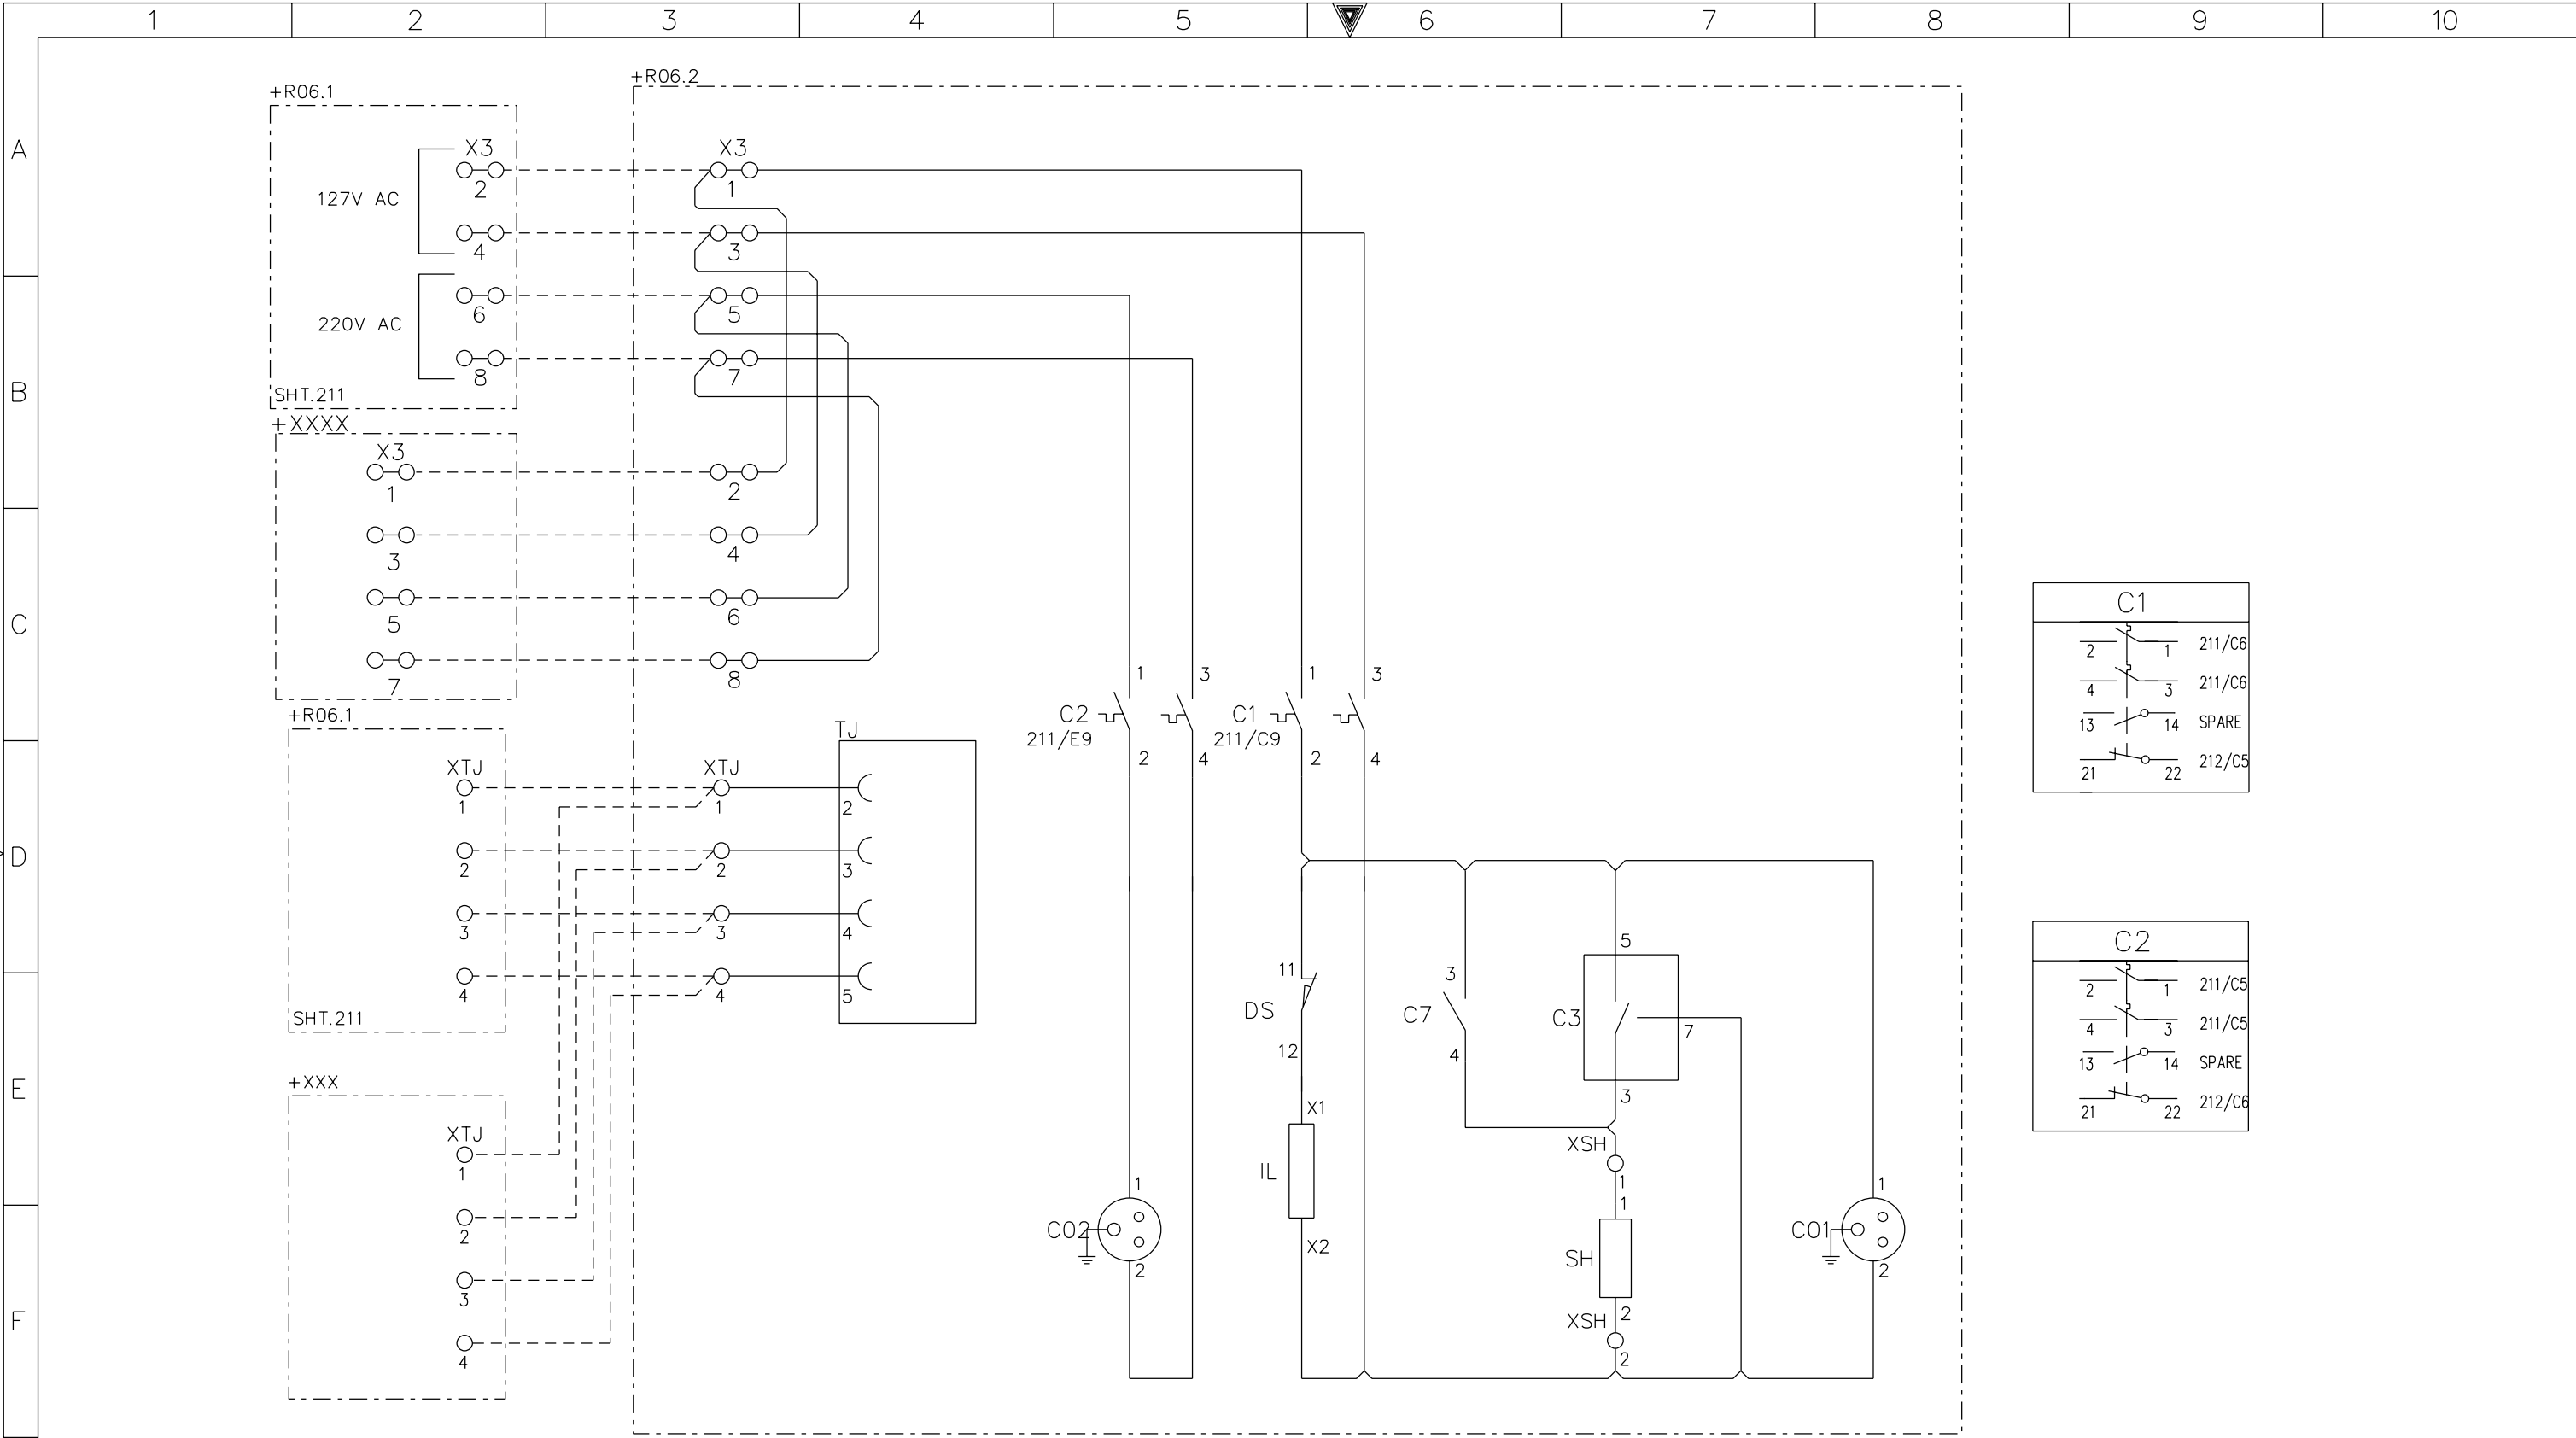 1 2 3 4 5 6 7 8 9 10
A
B
C
D
E
F
+R06.1
X3
2
127V AC
4
220V AC
6
8
SHT.211
+XXXX
X3
1
3
5
7
+R06.1
XTJ
1
2
3
4
SHT.211
+XXX
XTJ
1
2
3
4
+R06.2
X3
1
3
5
7
2
4
6
8
XTJ
1
2
3
4
TJ
2
3
4
5
1 3
C2
211/E9
2 4
1 3
C1
211/C9
2 4
C02
1
2
11
DS
12
X1
IL
X2
3
C7
4
5
C3
7
3
XSH
1
1
SH
2
XSH
2
C01
1
2
C1
2 1 211/C6
4 3 211/C6
13 14 SPARE
21 22 212/C5
C2
2 1 211/C5
4 3 211/C5
13 14 SPARE
21 22 212/C6